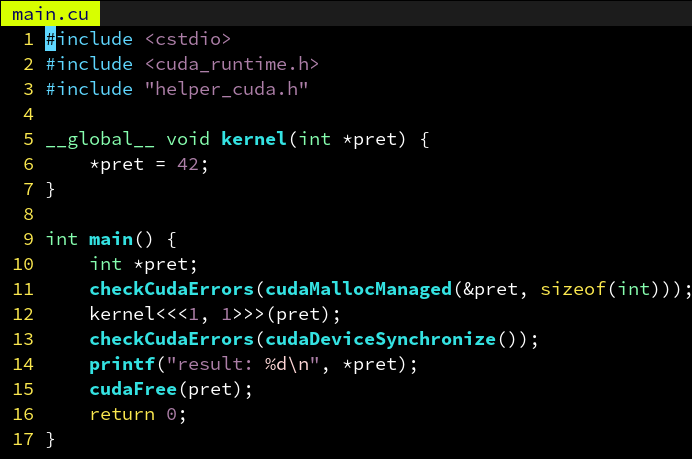 main.cu
1 #include <cstdio>
2 #include <cuda_runtime.h>
3 #include "helper_cuda.h"
4
5 __global__ void kernel(int *pret) {
6     *pret = 42;
7 }
8
9 int main() {
10     int *pret;
11     checkCudaErrors(cudaMallocManaged(&pret, sizeof(int)));
12     kernel<<<1, 1>>>(pret);
13     checkCudaErrors(cudaDeviceSynchronize());
14     printf("result: %d\n", *pret);
15     cudaFree(pret);
16     return 0;
17 }